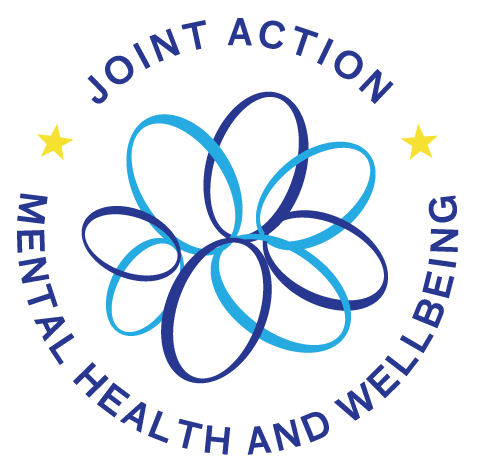 JOINT ACTION
MENTAL HEALTH AND WELLBEING